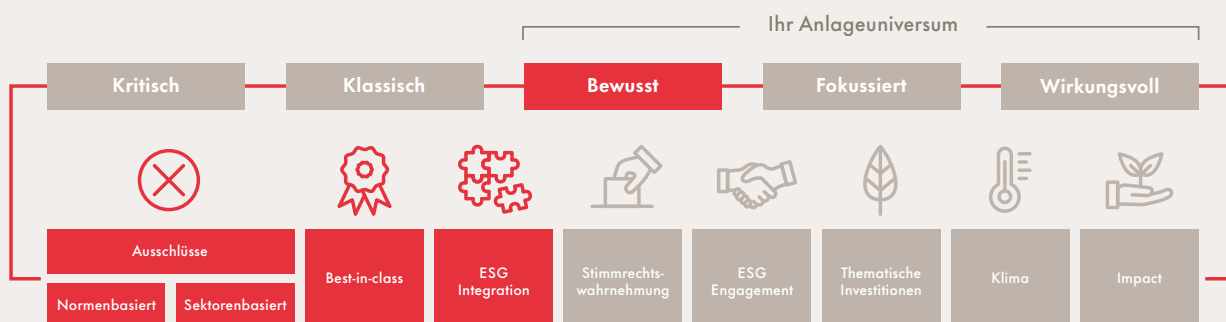 Ihr Anlageuniversum
Kritisch
Klassisch
Bewusst
Fokussiert
Wirkungsvoll
Ausschlüsse
Normenbasiert
Sektorenbasiert
Best-in-class
ESG
Integration
Stimmrechts-
wahrnehmung
ESG
Engagement
Thematische
Investitionen
Klima
Impact